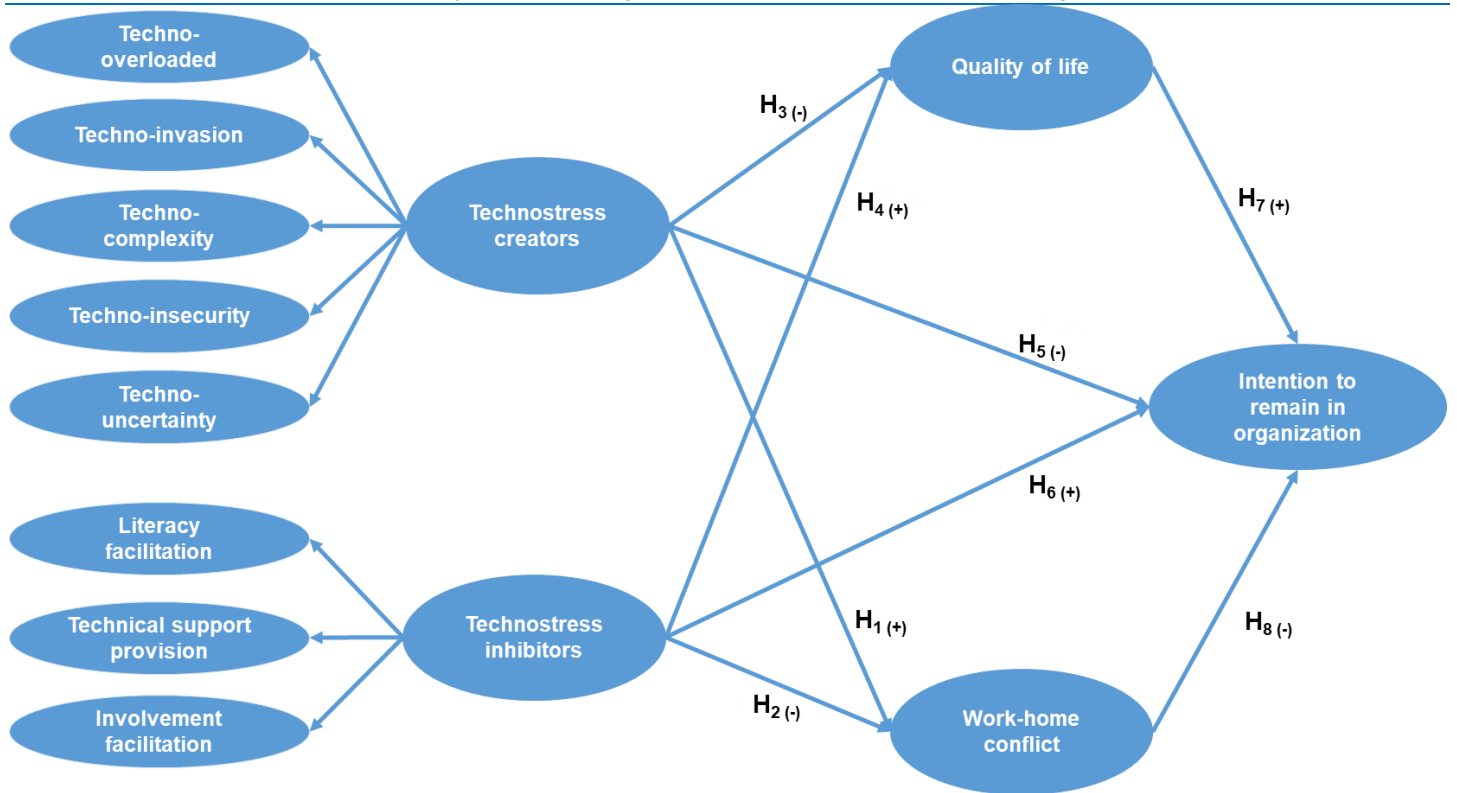 Techno-
overloaded
Techno-invasion
Techno-
complexity
Techno-insecurity
Techno-
uncertainty
Literacy
facilitation
Technical support
provision
Involvement
facilitation
Technostress
creators
Technostress
inhibitors
H3 (-)
H4 (+)
H5 (-)
H6 (+)
H1 (+)
H2 (-)
Quality of life
Work-home
conflict
H7 (+)
H8 (-)
Intention to
remain in
organization